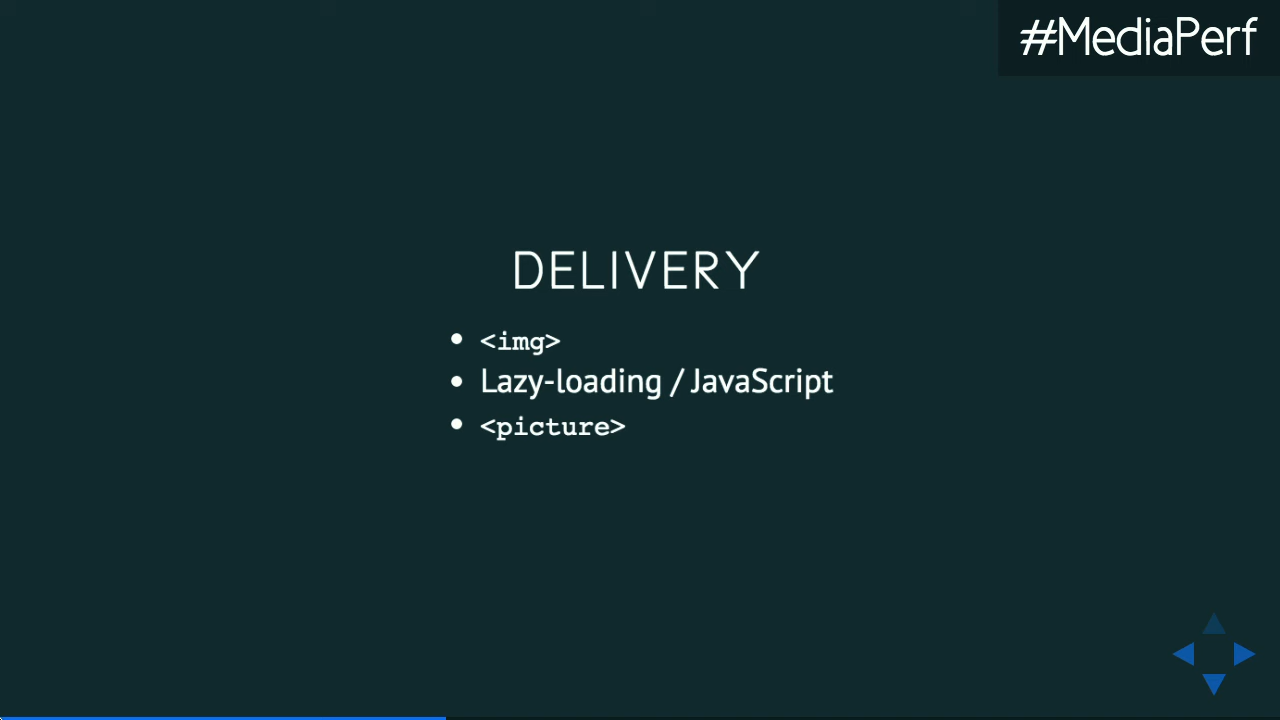 #MediaPerf
DELIVERY
<img>
Lazy-loading / JavaScript
<picture>